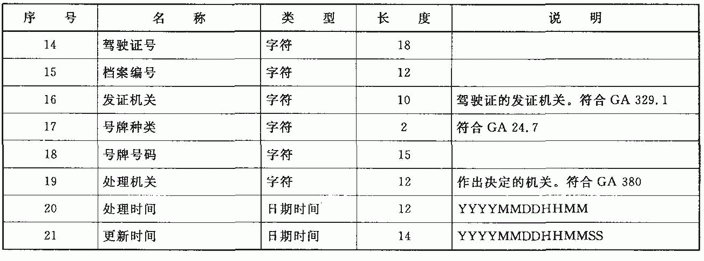 序 号 名 称 类 型 长 度 说 明
14 驾驶证号 字符 18
15 档案编号 字符 12
16 发证机关 字符 10 驾驶证的发证机关。符合 GA 329.1
17 号牌种类 字符 2 符合 GA 24.7
18 号牌号码 字符 15
19 处理机关 字符 12 作出决定的机关。符合 GA 380
20 处理时间 日期时间 12 YYYYMMDDHHMM
21 更新时间 日期时间 14 YYYYMMDDHHMMSS